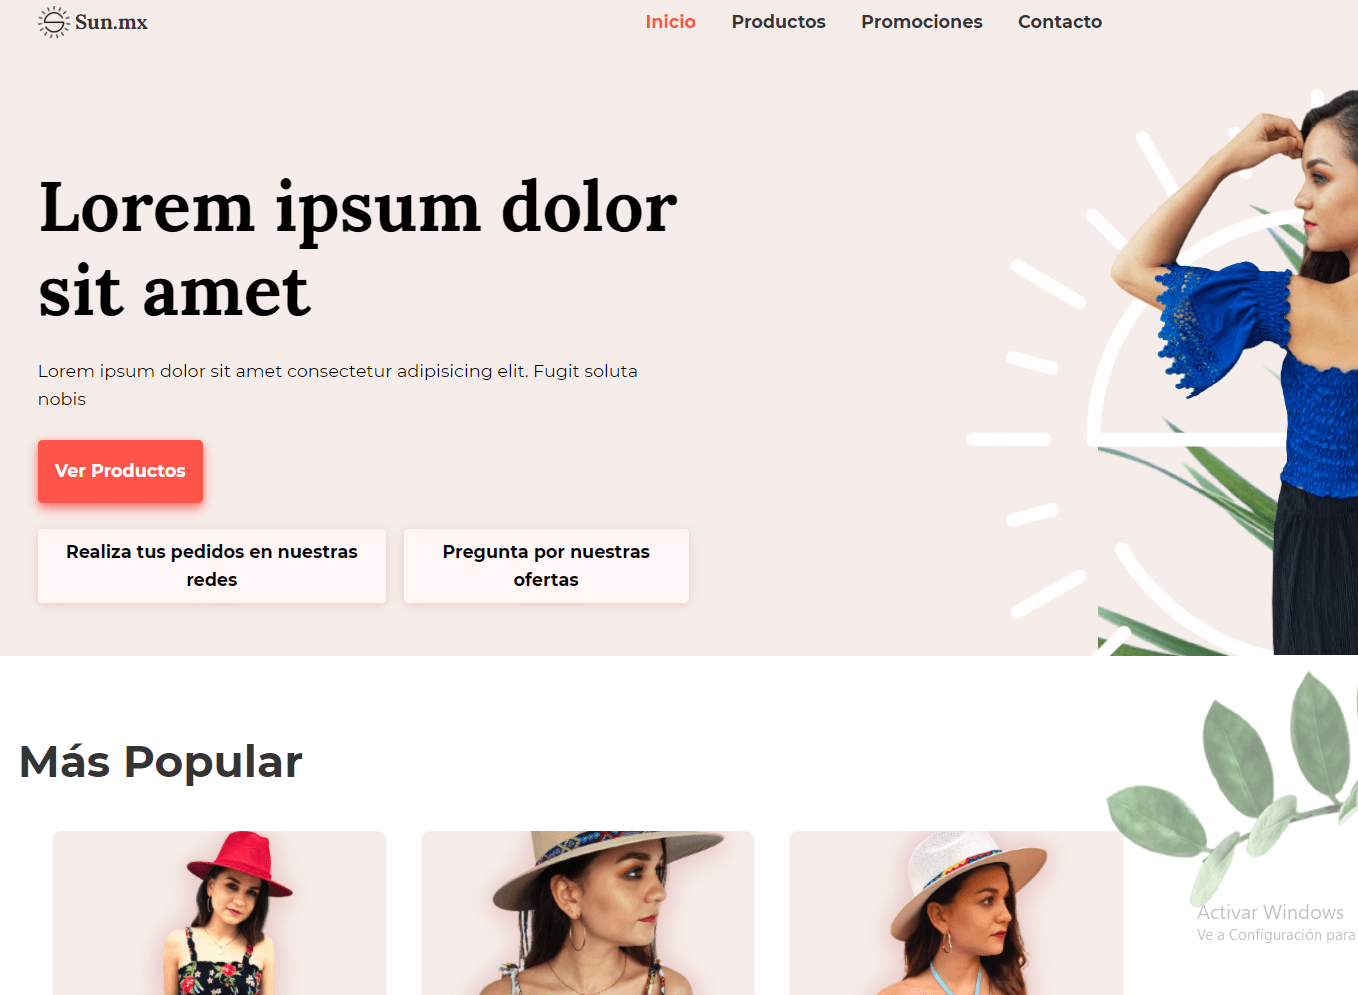 Sun.mx
Inicio Productos Promociones Contacto
Lorem ipsum dolor
sit amet
Lorem ipsum dolor sit amet consectetur adipisicing elit. Fugit soluta
nobis
Ver Productos
Realiza tus pedidos en nuestras
redes
Pregunta por nuestras
ofertas
Más Popular
Activar Windows
Ve a Configuración para